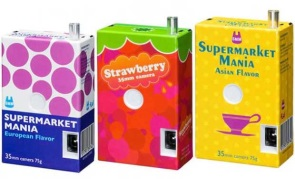 SUPERMARKET
MANIA
European Flavor
35mm camera 75g
Strawberry
35mm camera
SUPERMARKET
MANIA
Asian Flavor
35mm camera 75g